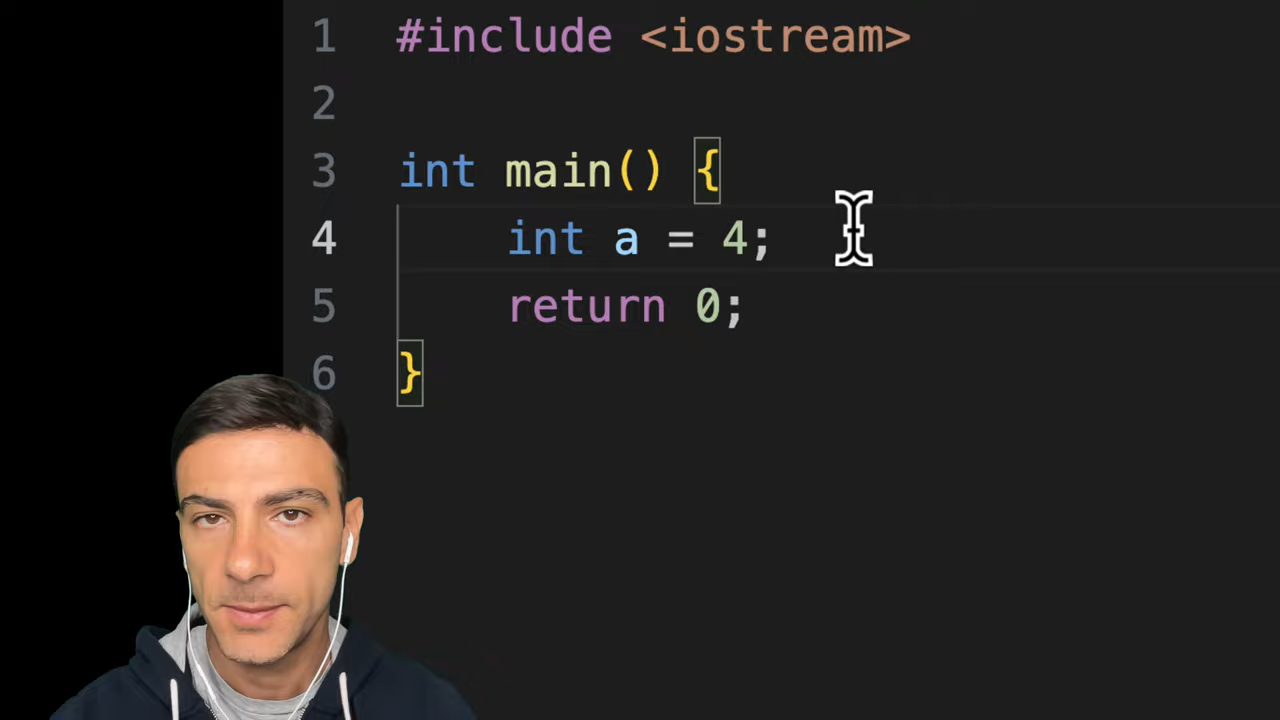 1 #include <iostream>
2
3 int main() {
4     int a = 4;
5     return 0;
6 }